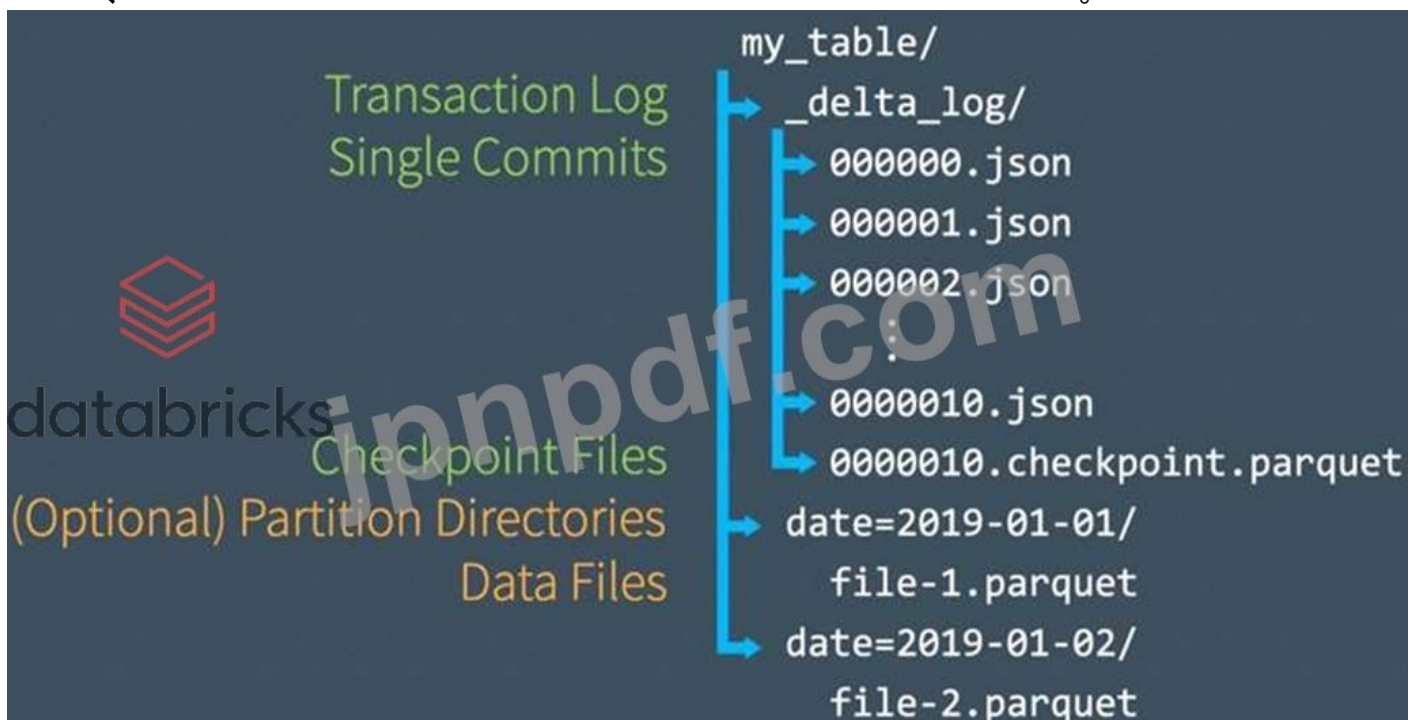 my_table/
Transaction Log
_delta_log/
Single Commits
000000.json
000001.json
000002.json
0000010.json
databricks
Checkpoint Files
0000010.checkpoint.parquet
(Optional) Partition Directories
date=2019-01-01/
Data Files
file-1.parquet
date=2019-01-02/
file-2.parquet
jpnpdf.com